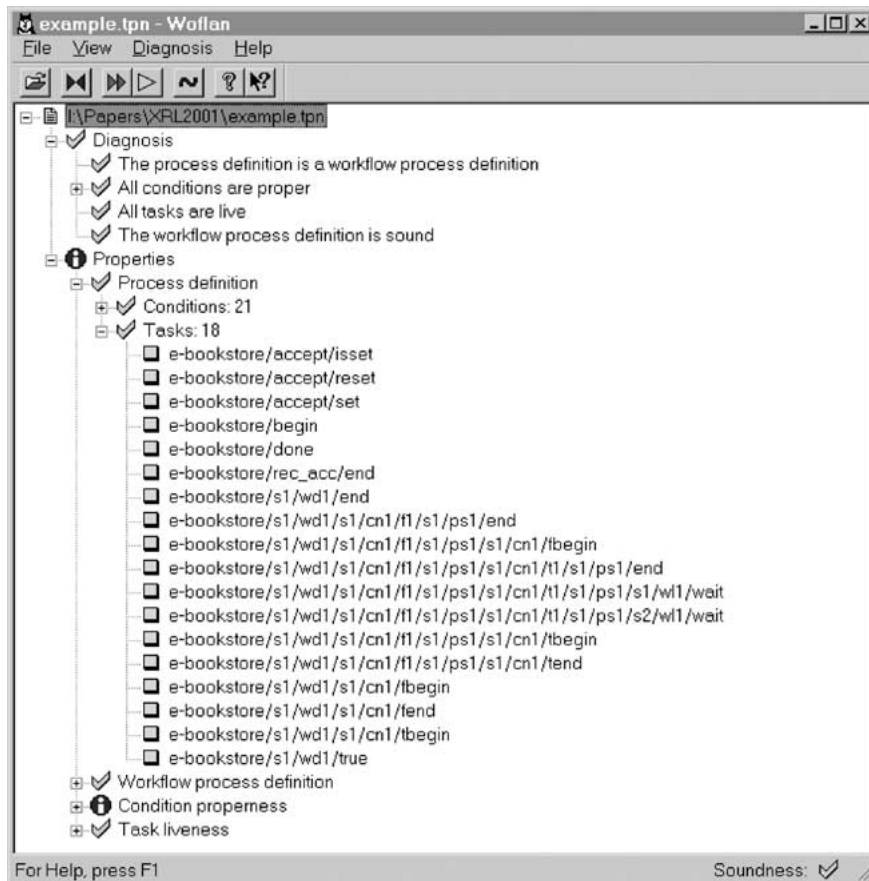 example.tpn - Woflan
File View Diagnosis Help
I:\Papers\XRL2001\example.tpn
Diagnosis
The process definition is a workflow process definition
All conditions are proper
All tasks are live
The workflow process definition is sound
Properties
Process definition
Conditions: 21
Tasks: 18
e-bookstore/accept/isset
e-bookstore/accept/reset
e-bookstore/accept/set
e-bookstore/begin
e-bookstore/done
e-bookstore/rec_acc/end
e-bookstore/s1/wd1/end
e-bookstore/s1/wd1/s1/cn1/f1/s1/ps1/end
e-bookstore/s1/wd1/s1/cn1/f1/s1/ps1/s1/cn1/fbegin
e-bookstore/s1/wd1/s1/cn1/f1/s1/ps1/s1/cn1/t1/s1/ps1/end
e-bookstore/s1/wd1/s1/cn1/f1/s1/ps1/s1/cn1/t1/s1/ps1/s1/wl1/wait
e-bookstore/s1/wd1/s1/cn1/f1/s1/ps1/s1/cn1/t1/s1/ps1/s2/wl1/wait
e-bookstore/s1/wd1/s1/cn1/f1/s1/ps1/s1/cn1/tbegin
e-bookstore/s1/wd1/s1/cn1/f1/s1/ps1/s1/cn1/tend
e-bookstore/s1/wd1/s1/cn1/fbegin
e-bookstore/s1/wd1/s1/cn1/fend
e-bookstore/s1/wd1/s1/cn1/tbegin
e-bookstore/s1/wd1/true
Workflow process definition
Condition properness
Task liveness
For Help, press F1 Soundness: